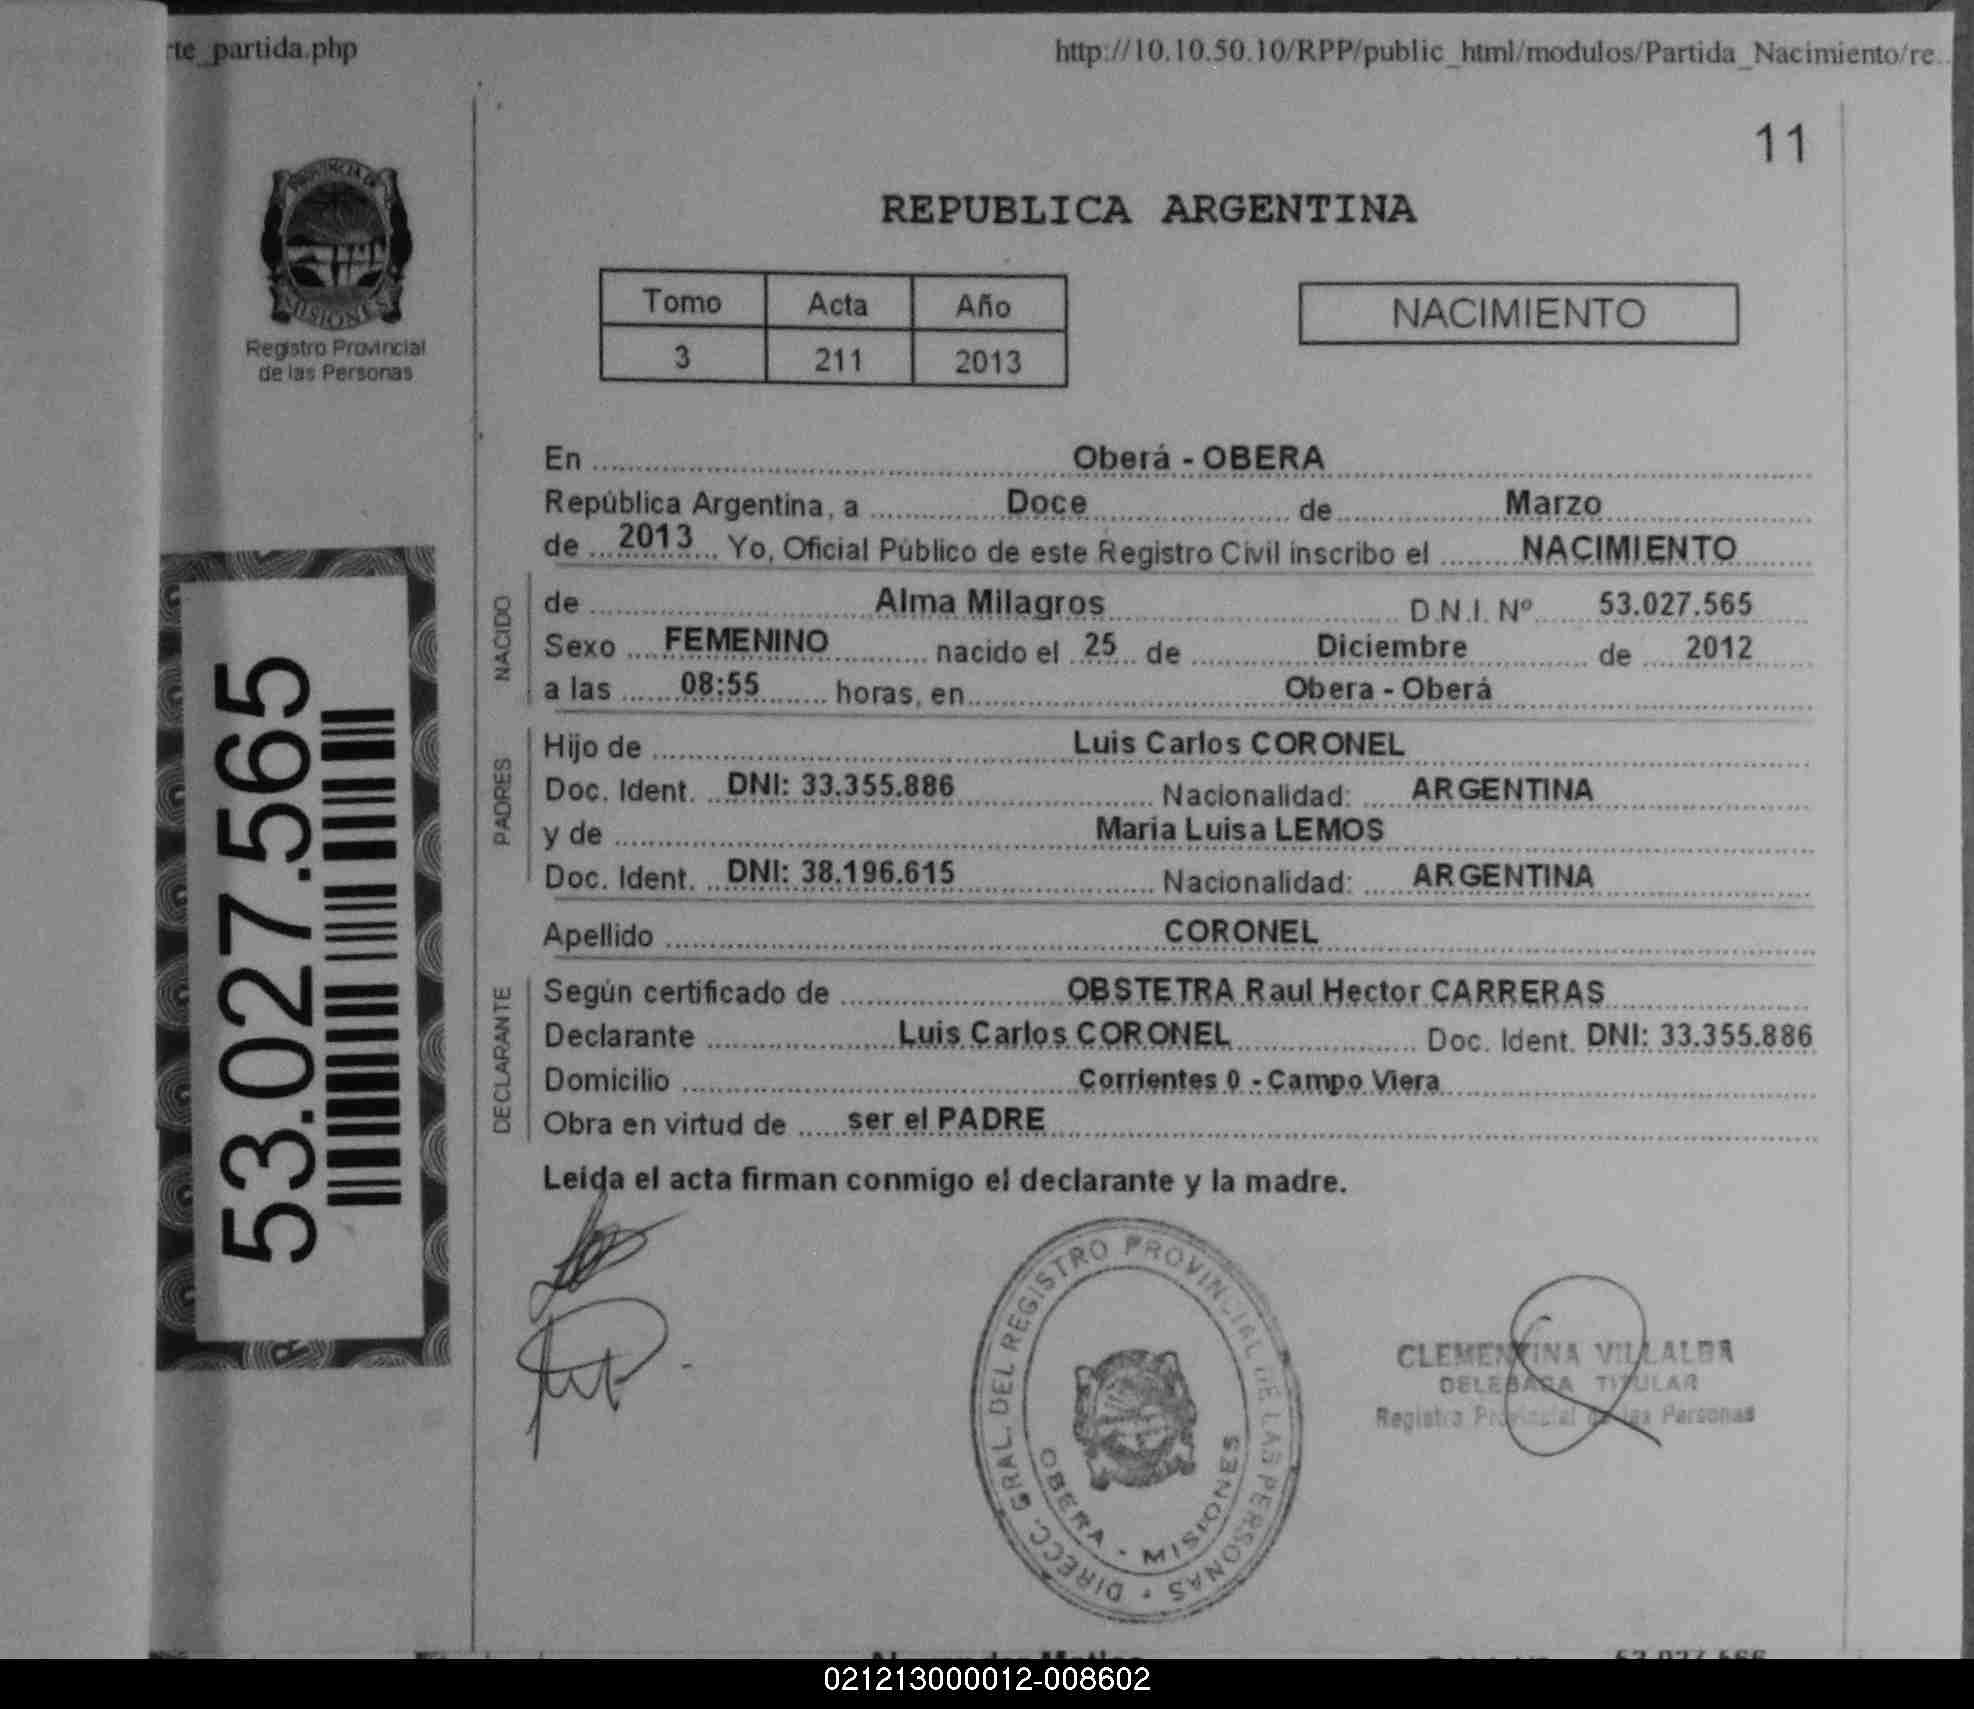 rte_partida.php http://10.10.50.10/RPP/public_html/modulos/Partida_Nacimiento/re...
11
PROVINCIA DE
MISIONES
Registro Provincial
de las Personas
REPUBLICA ARGENTINA
Tomo Acta Año
3 211 2013
NACIMIENTO
En Oberá - OBERA
República Argentina, a Doce de Marzo
de 2013 Yo, Oficial Público de este Registro Civil inscribo el NACIMIENTO
NACIDO
de Alma Milagros D.N.I. Nº 53.027.565
Sexo FEMENINO nacido el 25 de Diciembre de 2012
a las 08:55 horas, en Obera - Oberá
PADRES
Hijo de Luis Carlos CORONEL
Doc. Ident. DNI: 33.355.886 Nacionalidad: ARGENTINA
y de Maria Luisa LEMOS
Doc. Ident. DNI: 38.196.615 Nacionalidad: ARGENTINA
Apellido CORONEL
DECLARANTE
Según certificado de OBSTETRA Raul Hector CARRERAS
Declarante Luis Carlos CORONEL Doc. Ident. DNI: 33.355.886
Domicilio Corrientes 0 - Campo Viera
Obra en virtud de ser el PADRE
Leida el acta firman conmigo el declarante y la madre.
53.027.565
DIRECC. GRAL. DEL REGISTRO PROVINCIAL DE LAS PERSONAS
OBERA - MISIONES
CLEMENTINA VILLALBA
DELEGADA TITULAR
Registro Provincial de las Personas
53.027.566
021213000012-008602